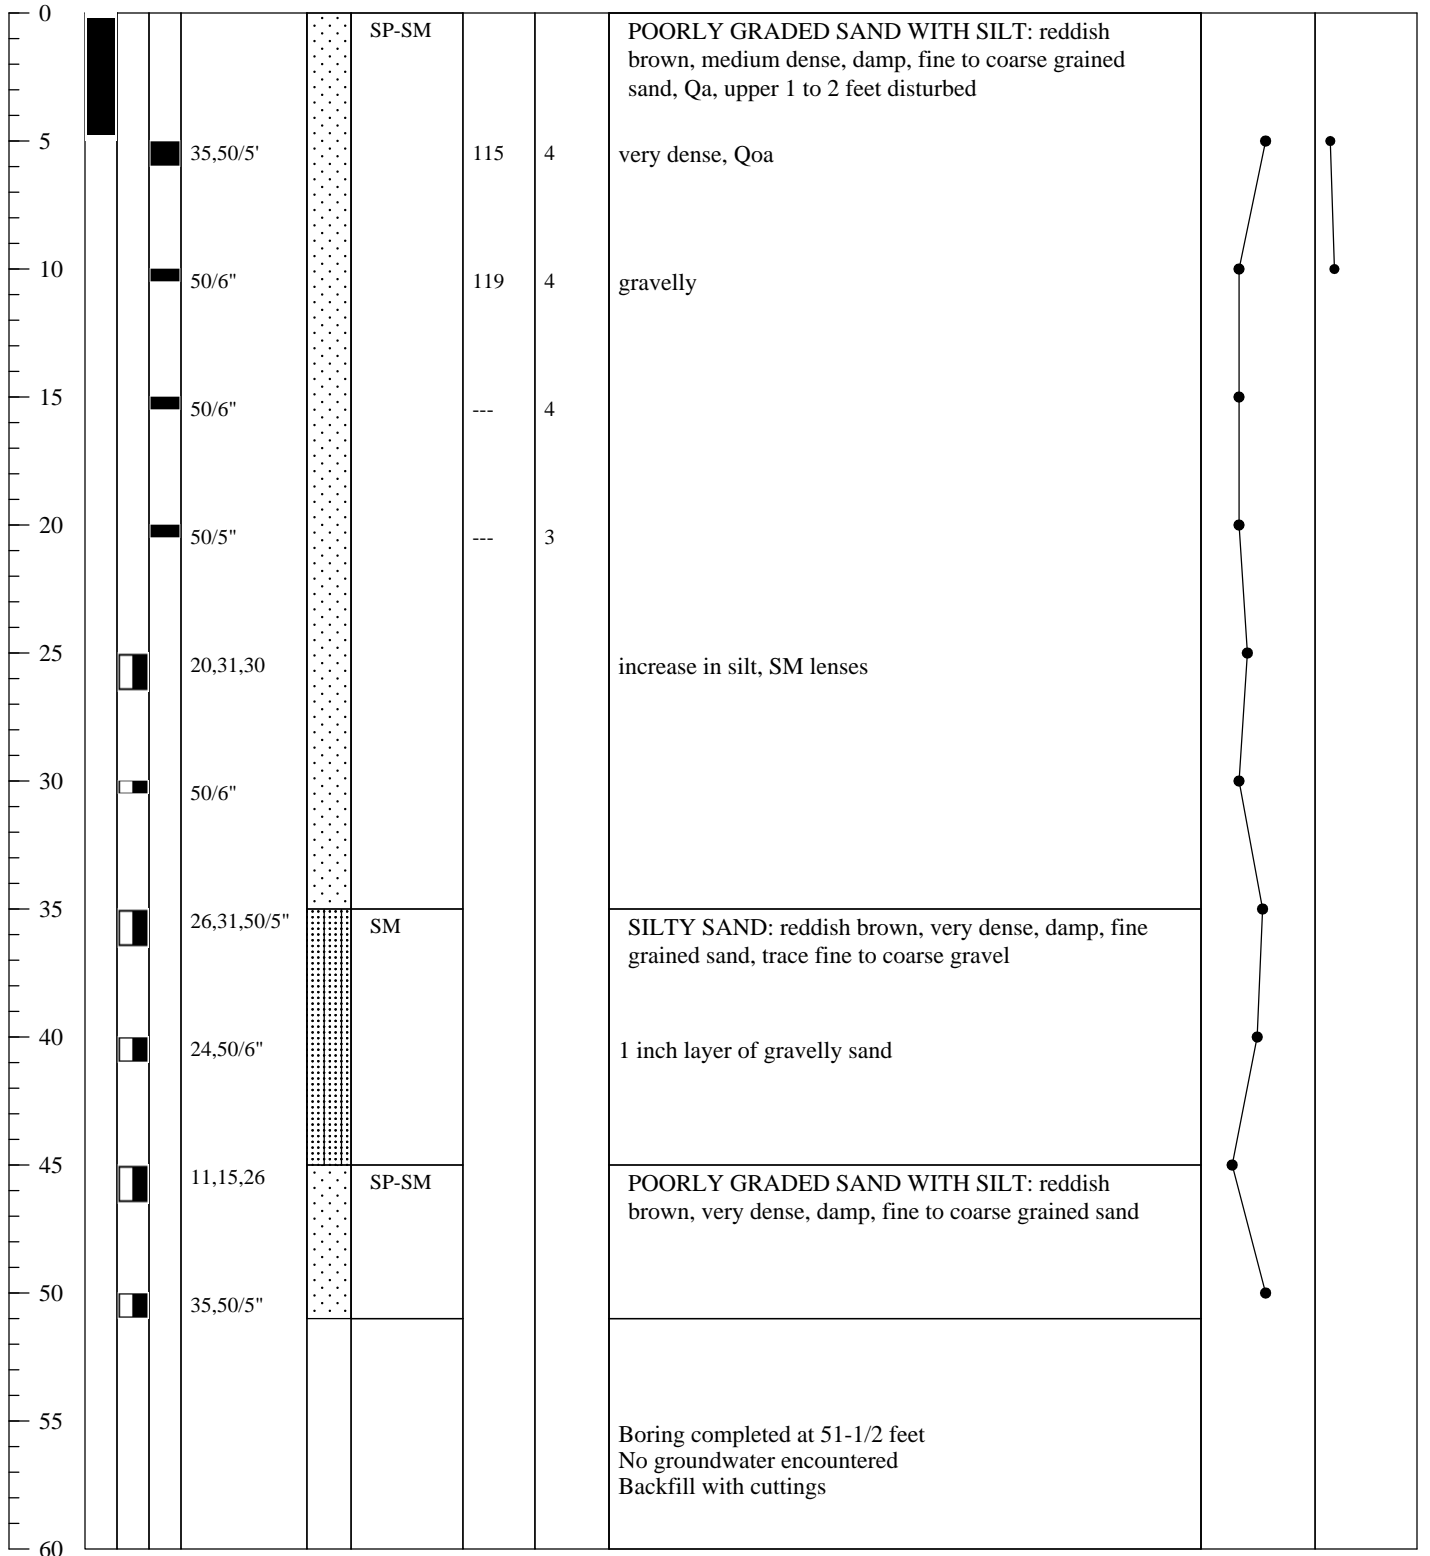 0
SP-SM
POORLY GRADED SAND WITH SILT: reddish
brown, medium dense, damp, fine to coarse grained
sand, Qa, upper 1 to 2 feet disturbed
5
35,50/5'
115
4
very dense, Qoa
10
50/6"
119
4
gravelly
15
50/6"
---
4
20
50/5"
---
3
25
20,31,30
increase in silt, SM lenses
30
50/6"
35
26,31,50/5"
SM
SILTY SAND: reddish brown, very dense, damp, fine
grained sand, trace fine to coarse gravel
40
24,50/6"
1 inch layer of gravelly sand
45
11,15,26
SP-SM
POORLY GRADED SAND WITH SILT: reddish
brown, very dense, damp, fine to coarse grained sand
50
35,50/5"
55
Boring completed at 51-1/2 feet
No groundwater encountered
Backfill with cuttings
60